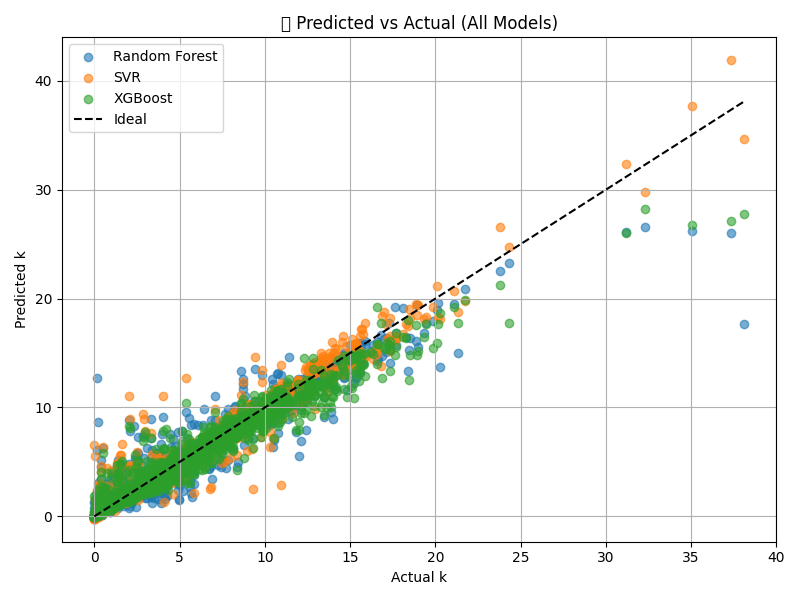 Predicted vs Actual (All Models)
Random Forest
SVR
XGBoost
Ideal
Predicted k
40
30
20
10
0
0 5 10 15 20 25 30 35 40
Actual k